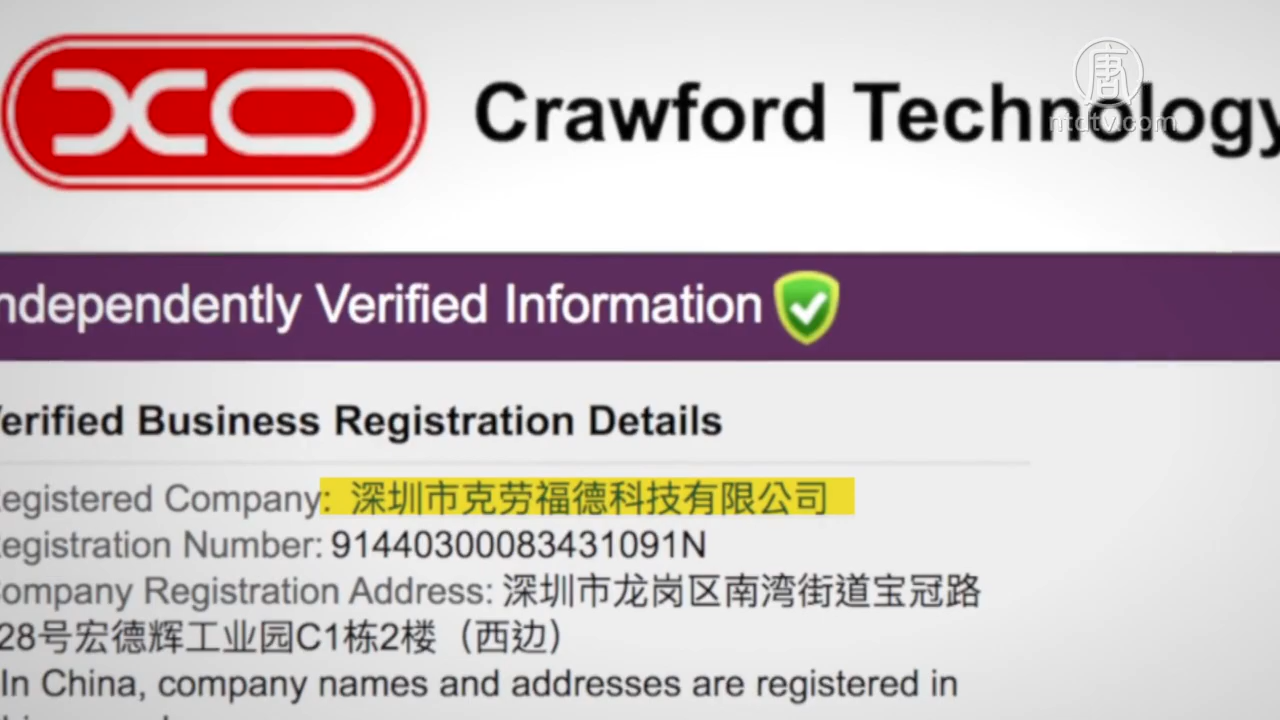 XO
Crawford Technology
唐
ntdtv.com
ndependently Verified Information
erified Business Registration Details
egistered Company: 深圳市克劳福德科技有限公司
egistration Number: 91440300083431091N
ompany Registration Address: 深圳市龙岗区南湾街道宝冠路
28号宏德辉工业园C1栋2楼（西边）
In China, company names and addresses are registered in